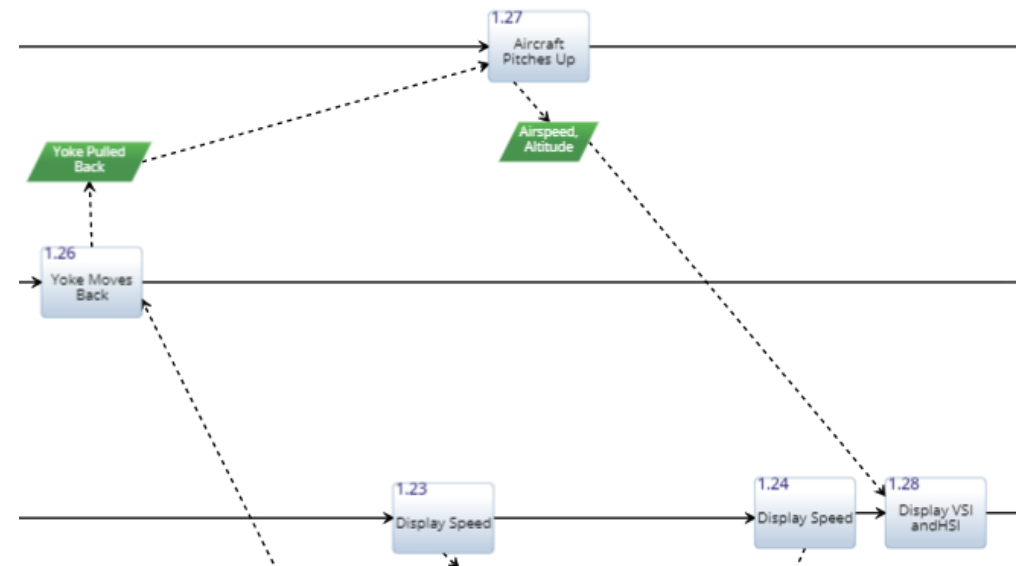 1.27
Aircraft
Pitches Up
Airspeed,
Altitude
Yoke Pulled
Back
1.26
Yoke Moves
Back
1.23
Display Speed
1.24
Display Speed
1.28
Display VSI
andHSI